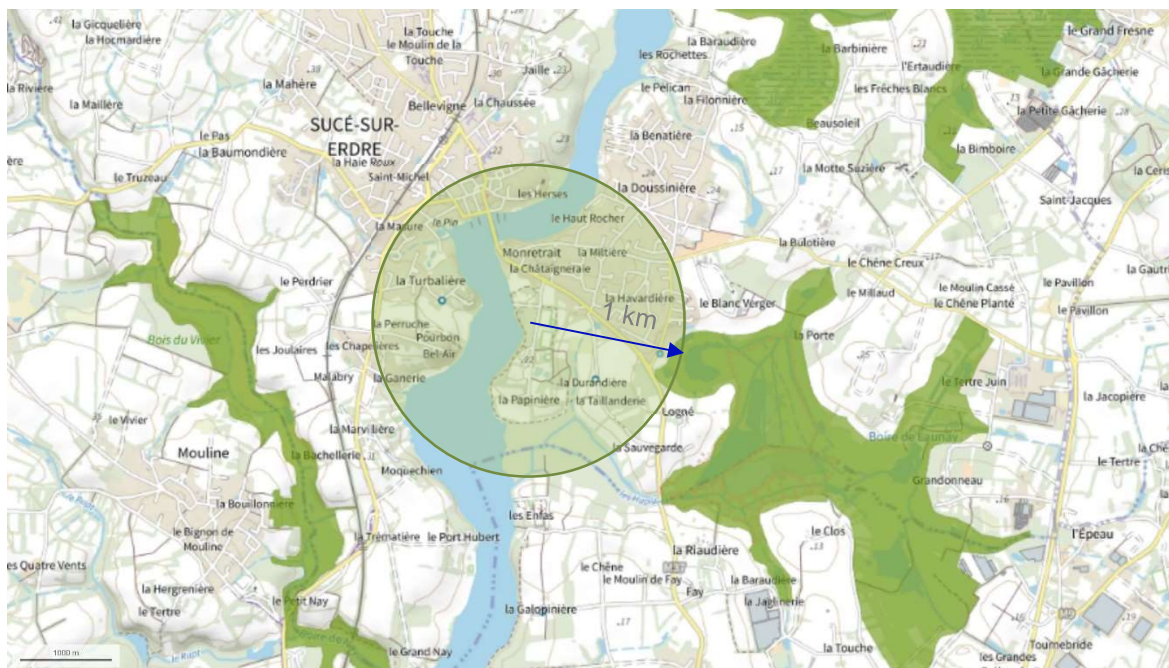 la Gicquelière
la Hocmardière
la Touche
le Moulin de la
Touche
les Rochettes
la Baraudière
la Barbinière
l'Ertaudière
le Grand Fresne
la Rivière
la Mahère
Jaille
.23
le Pélican
la Filonnière
les Frêches Blancs
la Grande Gâcherie
la Maillère
Bellevigne
la Chaussée
la Petite Gâcherie
SUCÉ-SUR-
ERDRE
le Pas
la Baumondière
la Benatière
Beausoleil
la Bimboire
la Haie Roux
Saint-Michel
le Truzeau
la Motte Suzière
les Herses
la Doussinière
Saint-Jacques
la Masure
le Pin
le Haut Rocher
Monretrait
la Miltière
la Bulotière
la Châtaigneraie
le Chêne Creux
le Perdrier
la Turbalière
le Moulin Cassé
le Pavillon
la Havardière
le Blanc Verger
le Millaud
le Chêne Planté
1 km
le Pavillon
la Perruche
Bois du Vivier
les Joulaires
les Chapelières
Pourbon
Bel-Air
la Porte
Malabry
la Ganerie
la Durandière
le Tertre Juin
la Papinière
la Taillanderie
la Jacopière
Logné
le Vivier
la Marvilière
Boire de Launay
Mouline
la Bachellerie
la Sauvegarde
le Tertre
Moquechien
Grandonneau
la Bouillonnière
les Enfas
le Clos
l'Épeau
le Bignon de
Mouline
la Trématière
le Port Hubert
la Riaudière
les Quatre Vents
le Chêne
M37
la Hergrenière
le Moulin de Fay
Fay
la Baraudière
la Jaglinerie
le Tertre
le Petit Nay
la Galopinière
M9
Tournebride
la Touche
le Grand Nay
les Grandes
1000 m